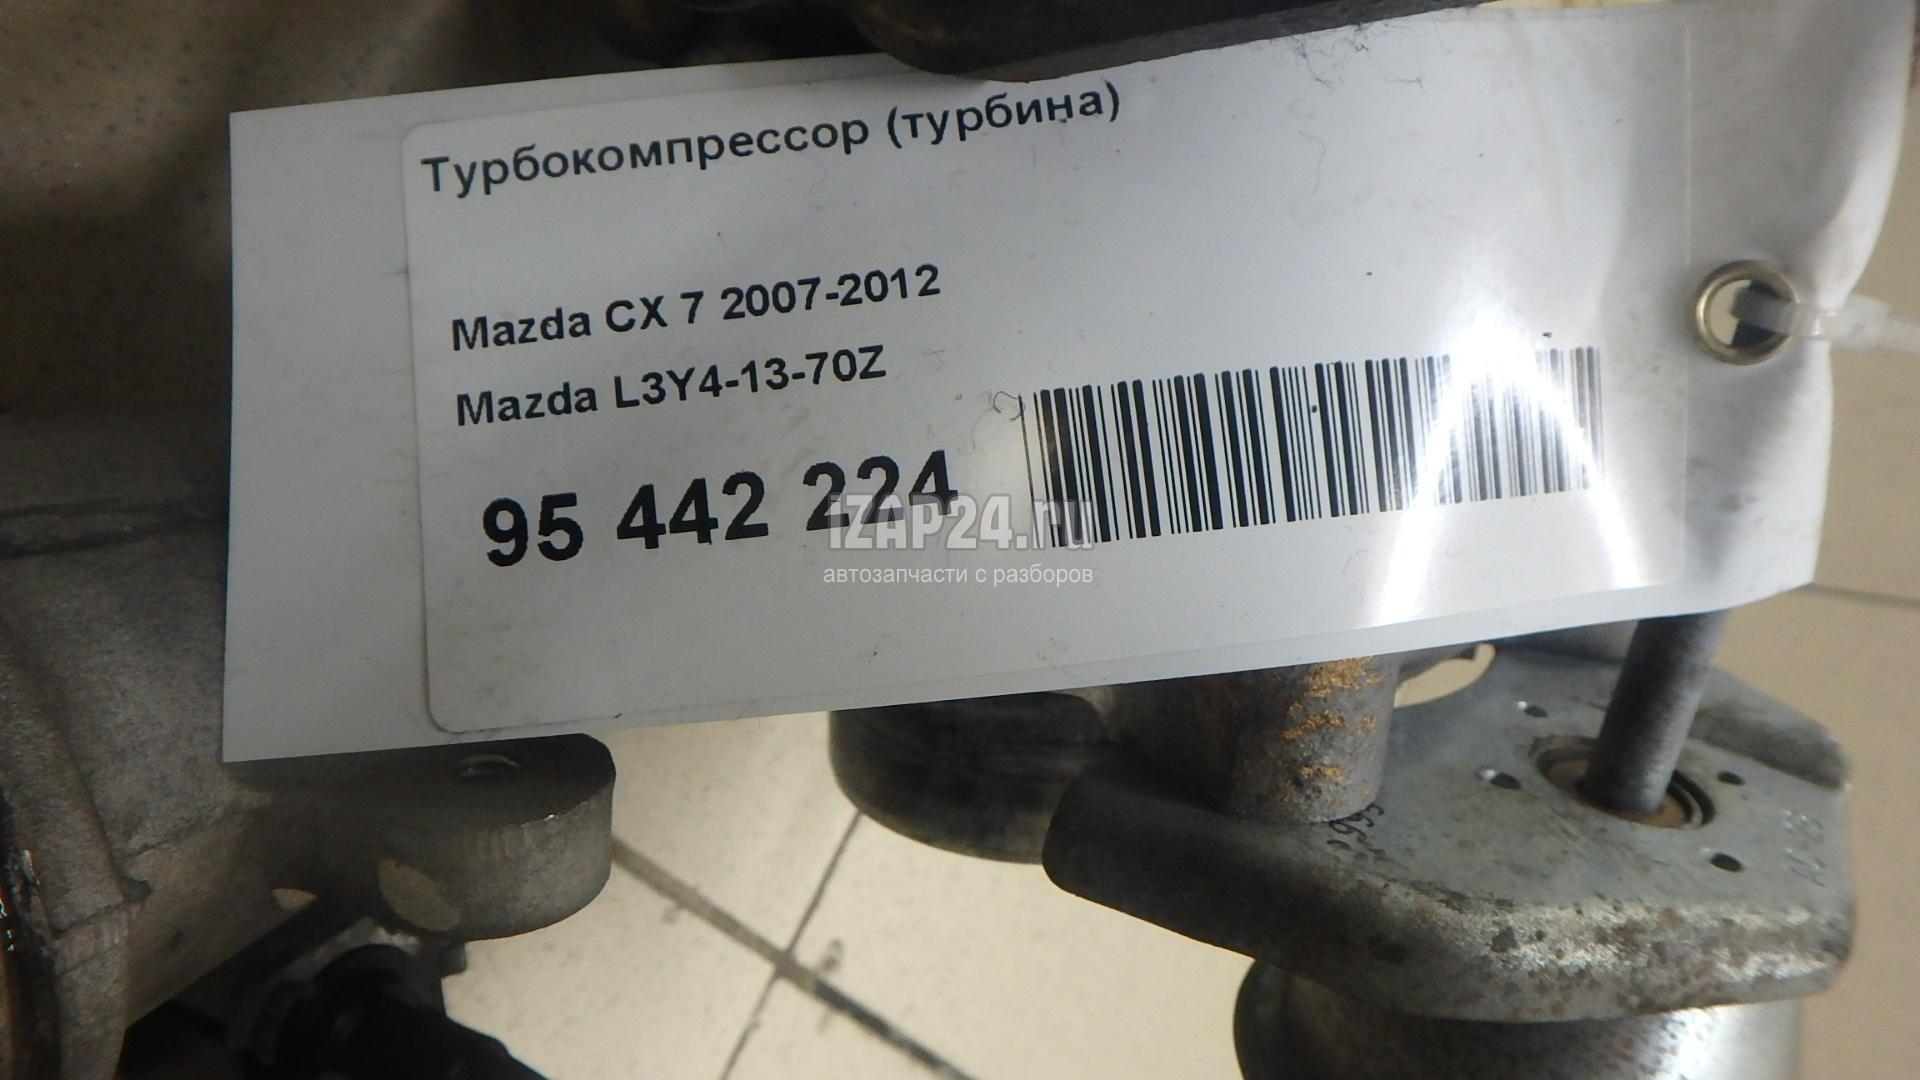 Турбокомпрессор (турбина)
Mazda CX 7 2007-2012
Mazda L3Y4-13-70Z
95 442 224
iZAP24.ru
автозапчасти с разборов